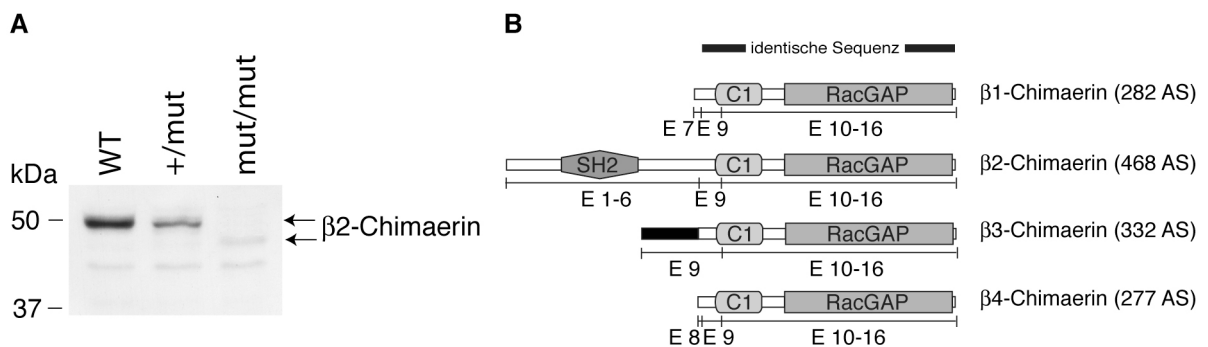 A
WT
+/mut
mut/mut
kDa
50
37
β2-Chimaerin
B
identische Sequenz
C1 RacGAP β1-Chimaerin (282 AS)
E 7 E 9 E 10-16
SH2 C1 RacGAP β2-Chimaerin (468 AS)
E 1-6 E 9 E 10-16
C1 RacGAP β3-Chimaerin (332 AS)
E 9 E 10-16
C1 RacGAP β4-Chimaerin (277 AS)
E 8 E 9 E 10-16